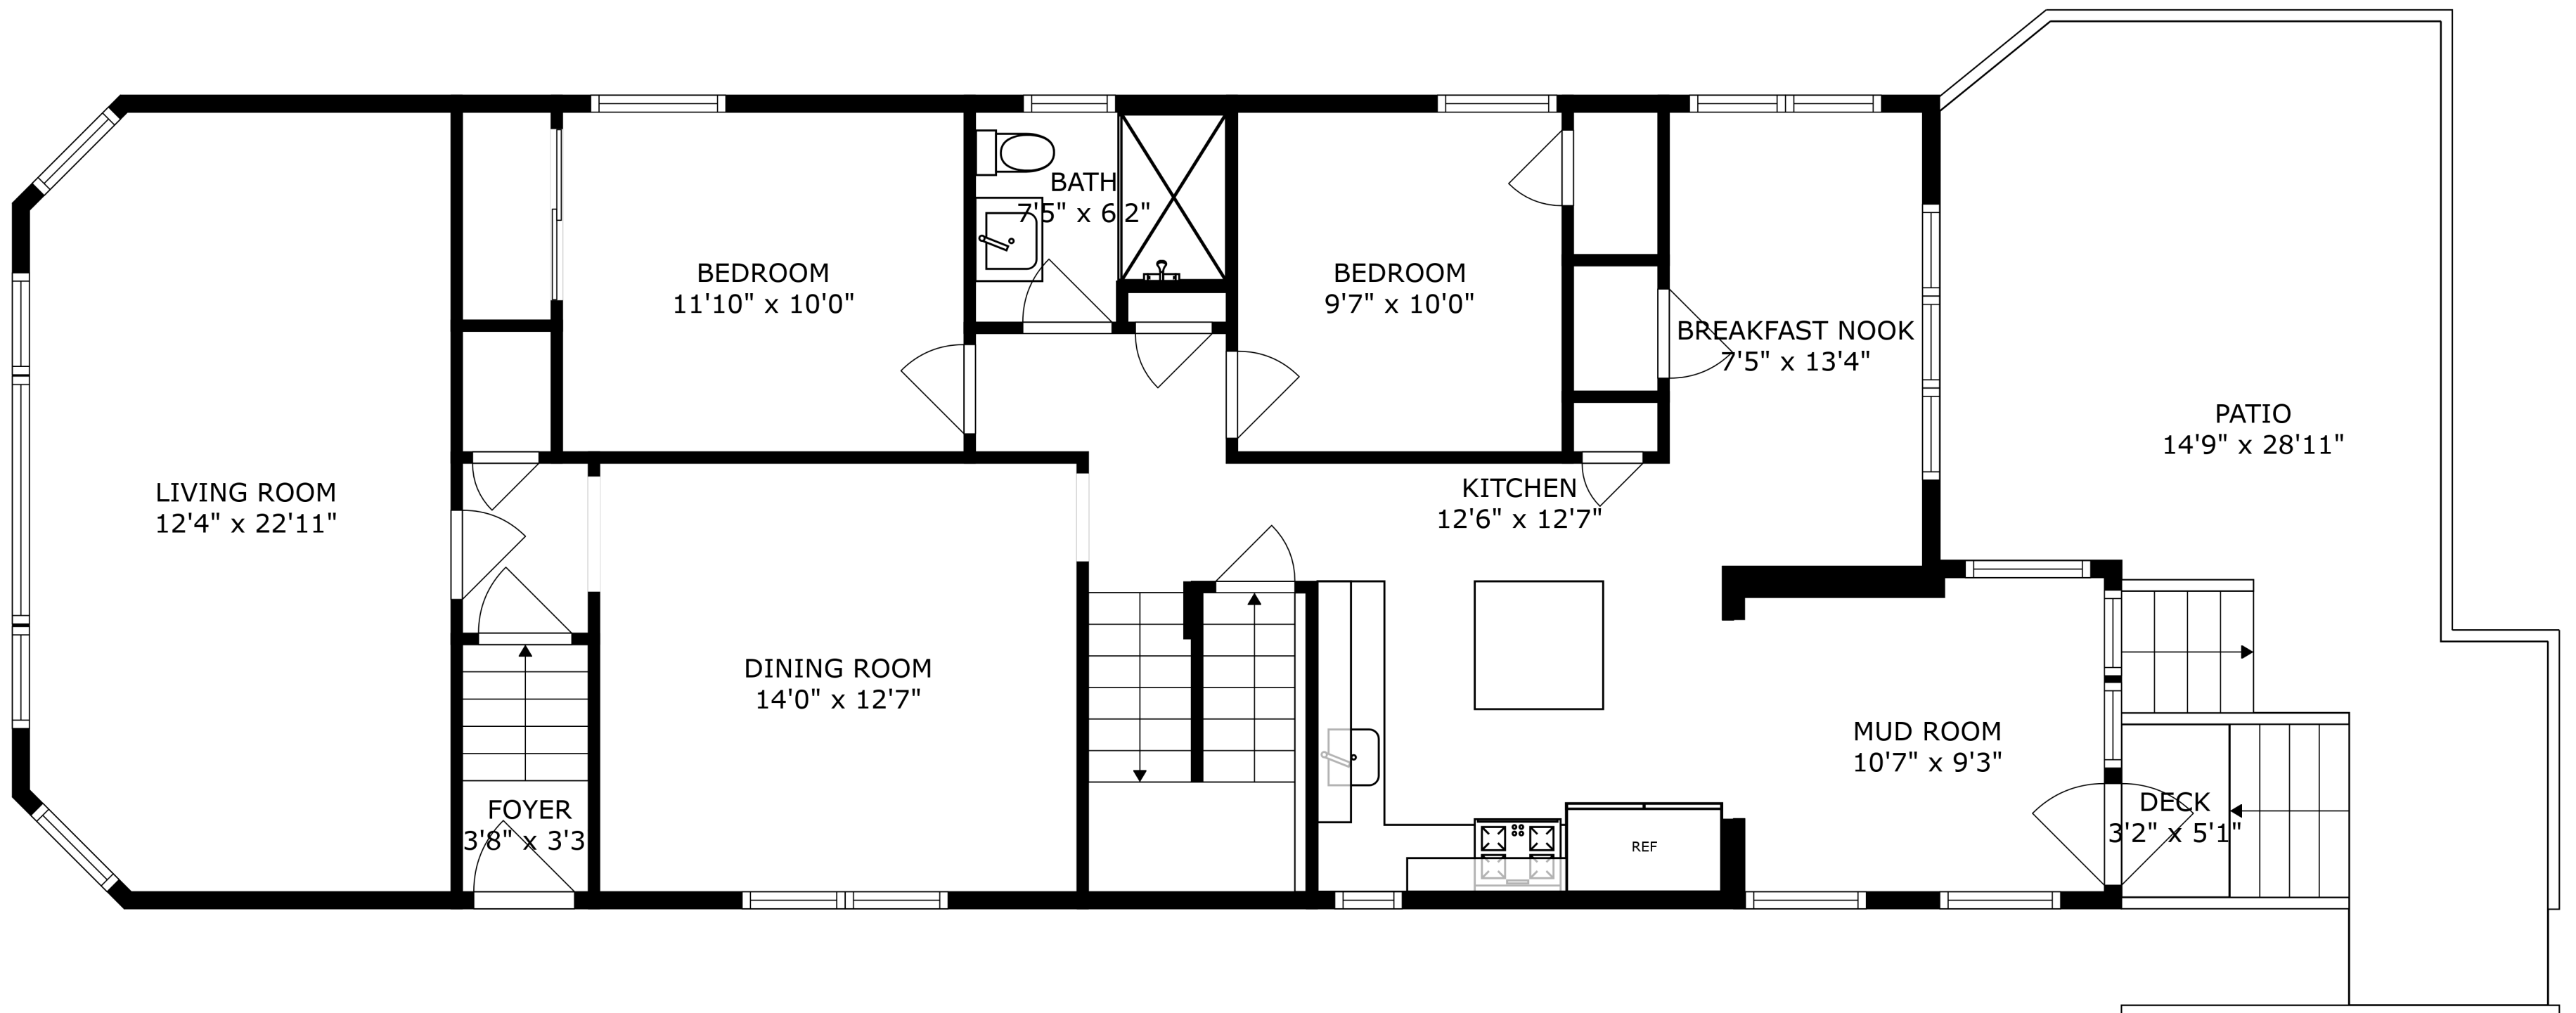 BATH
7'5" x 6'2"
BEDROOM
11'10" x 10'0"
BEDROOM
9'7" x 10'0"
BREAKFAST NOOK
7'5" x 13'4"
PATIO
14'9" x 28'11"
LIVING ROOM
12'4" x 22'11"
KITCHEN
12'6" x 12'7"
DINING ROOM
14'0" x 12'7"
MUD ROOM
10'7" x 9'3"
FOYER
3'8" x 3'3
DECK
3'2" x 5'1"
REF